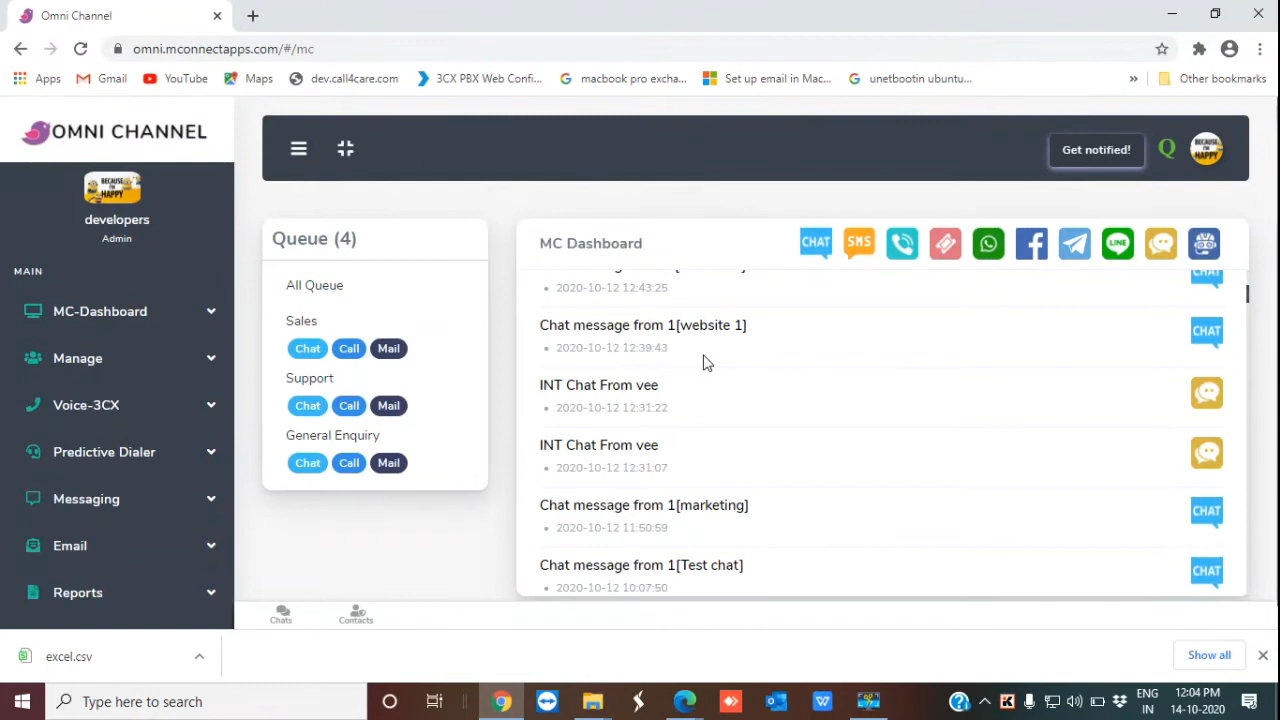 Omni Channel
omni.mconnectapps.com/#/mc
Apps Gmail YouTube Maps dev.call4care.com 3CX PBX Web Confi... macbook pro excha... Set up email in Mac... unetbootin ubuntu... » Other bookmarks
OMNI CHANNEL
BECAUSE I'M HAPPY
developers
Admin
MAIN
MC-Dashboard
Manage
Voice-3CX
Predictive Dialer
Messaging
Email
Reports
Get notified! Q BECAUSE I'M HAPPY
Queue (4)
All Queue
Sales
Chat Call Mail
Support
Chat Call Mail
General Enquiry
Chat Call Mail
MC Dashboard CHAT SMS LINE
CHAT
2020-10-12 12:43:25
Chat message from 1[website 1] CHAT
2020-10-12 12:39:43
INT Chat From vee
2020-10-12 12:31:22
INT Chat From vee
2020-10-12 12:31:07
Chat message from 1[marketing] CHAT
2020-10-12 11:50:59
Chat message from 1[Test chat] CHAT
2020-10-12 10:07:50
Chats Contacts
excel.csv Show all
Type here to search
ENG 12:04 PM
IN 14-10-2020